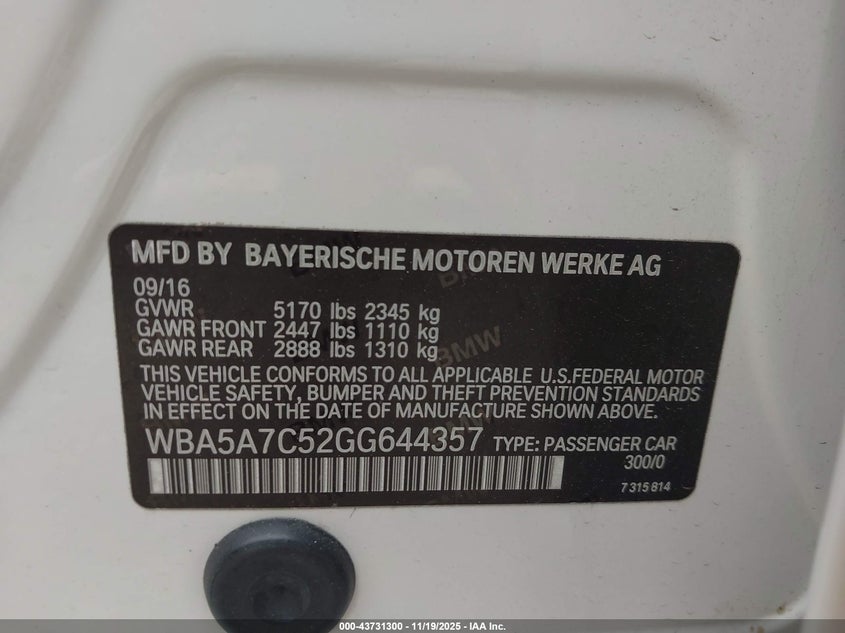 MFD BY BAYERISCHE MOTOREN WERKE AG
09/16
GVWR 5170 lbs 2345 kg
GAWR FRONT 2447 lbs 1110 kg
GAWR REAR 2888 lbs 1310 kg
THIS VEHICLE CONFORMS TO ALL APPLICABLE U.S.FEDERAL MOTOR
VEHICLE SAFETY, BUMPER AND THEFT PREVENTION STANDARDS
IN EFFECT ON THE DATE OF MANUFACTURE SHOWN ABOVE.
WBA5A7C52GG644357 TYPE: PASSENGER CAR
300/0
7 315 814
BMW
000-43731300 - 11/19/2025 - IAA Inc.